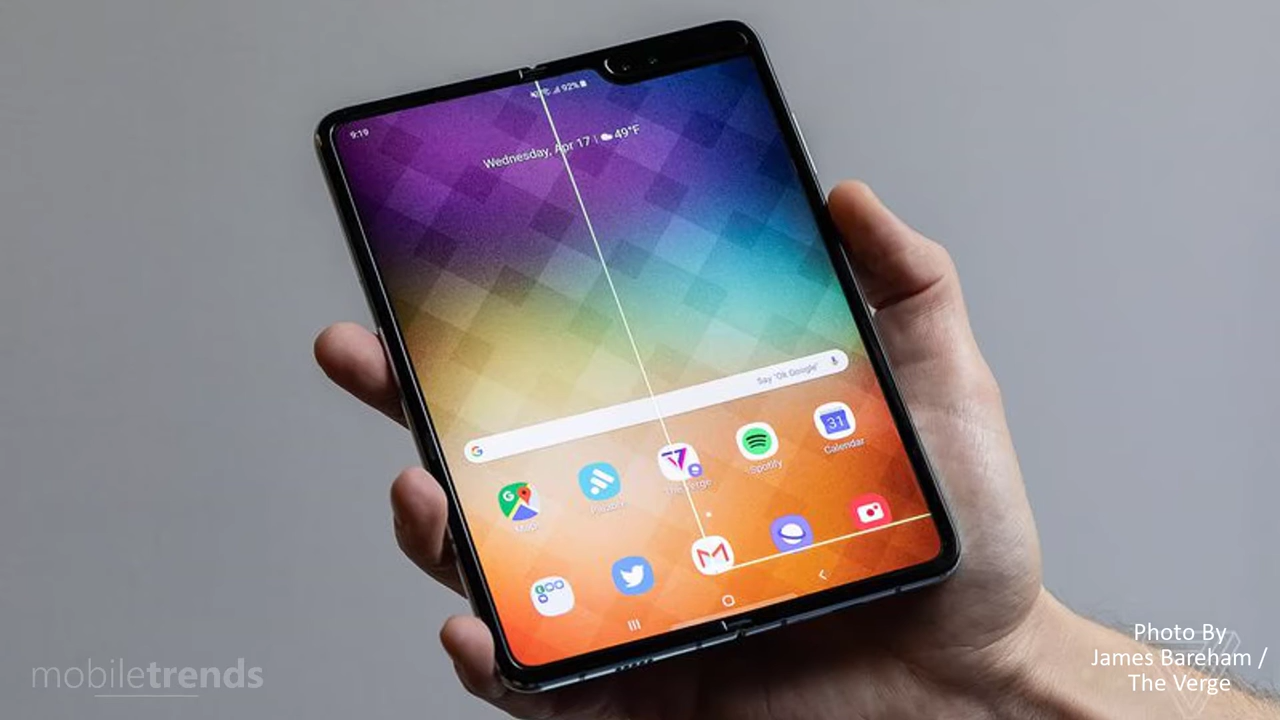 9:19
92%
Wednesday, Apr 17 | 49°F
G
Say "Ok Google"
Maps
The Verge
Spotify
31
Calendar
mobiletrends
Photo By
James Bareham /
The Verge